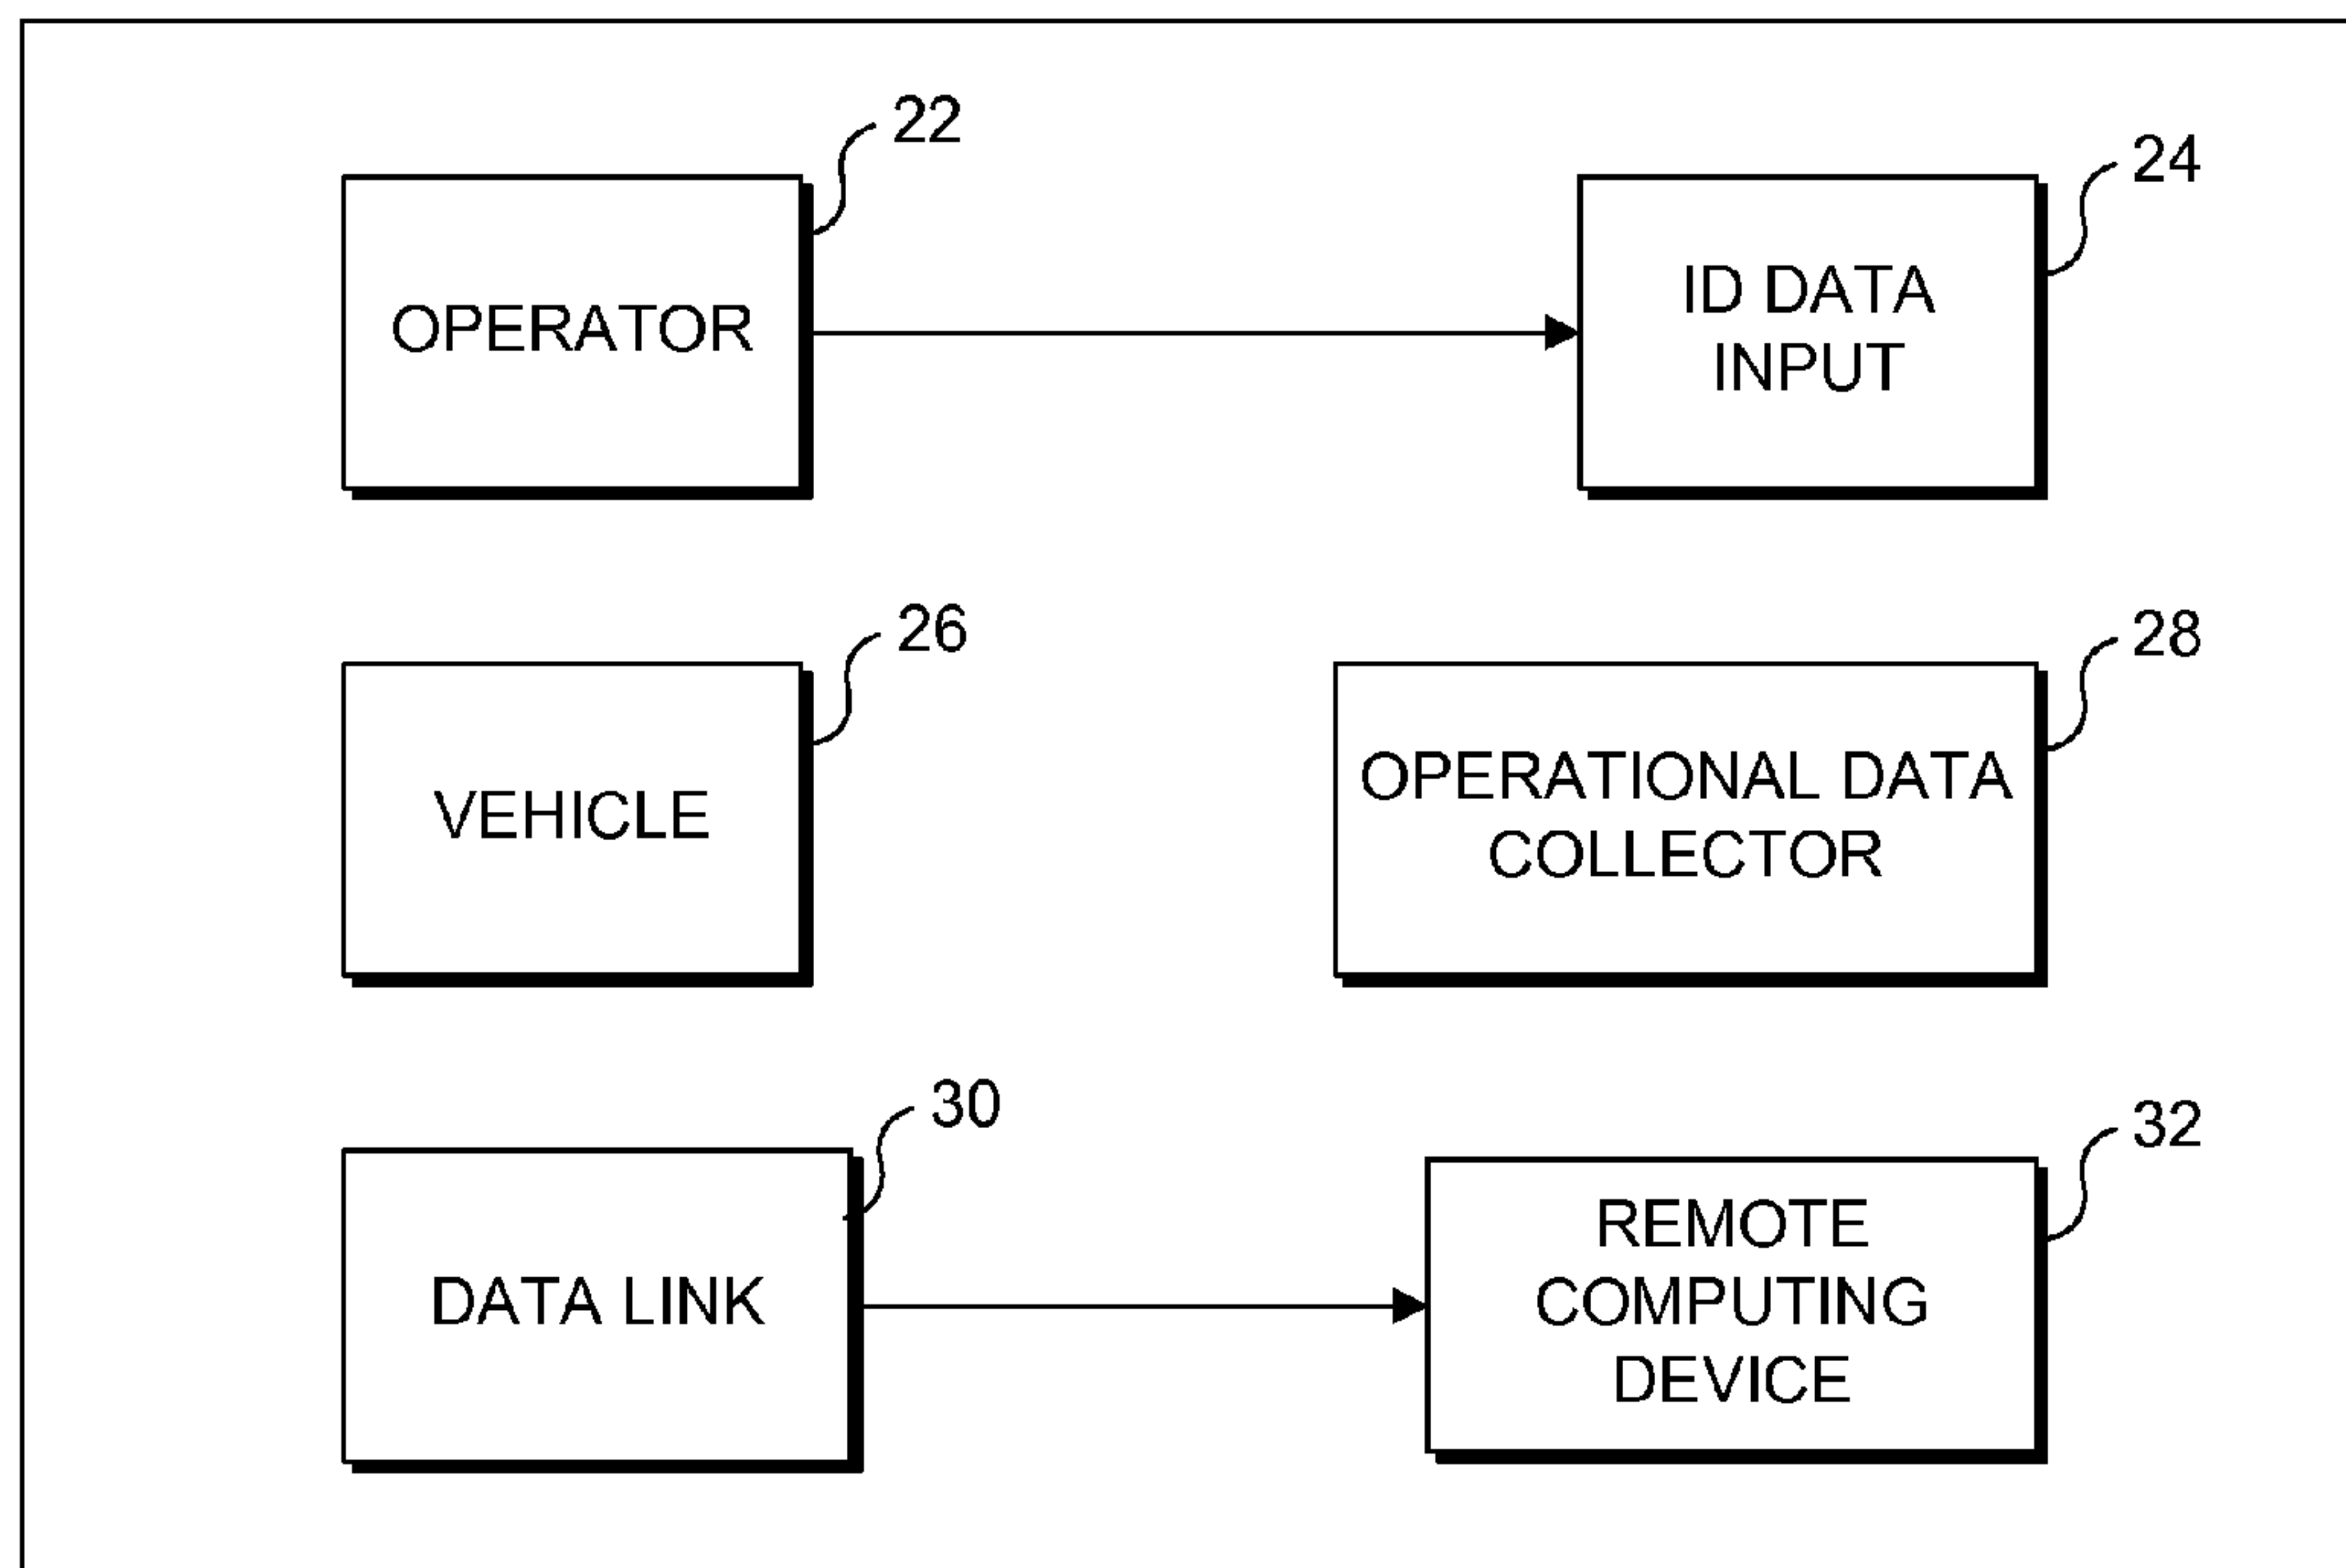 22
24
OPERATOR
ID DATA
INPUT
26
28
VEHICLE
OPERATIONAL DATA
COLLECTOR
30
32
DATA LINK
REMOTE
COMPUTING
DEVICE